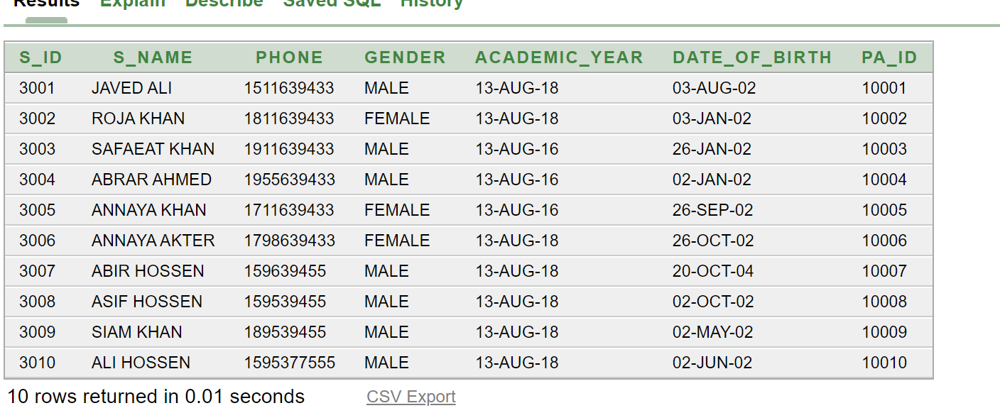 Results Explain Describe Saved SQL History
S_ID S_NAME PHONE GENDER ACADEMIC_YEAR DATE_OF_BIRTH PA_ID
3001 JAVED ALI 1511639433 MALE 13-AUG-18 03-AUG-02 10001
3002 ROJA KHAN 1811639433 FEMALE 13-AUG-18 03-JAN-02 10002
3003 SAFAEAT KHAN 1911639433 MALE 13-AUG-16 26-JAN-02 10003
3004 ABRAR AHMED 1955639433 MALE 13-AUG-16 02-JAN-02 10004
3005 ANNAYA KHAN 1711639433 FEMALE 13-AUG-16 26-SEP-02 10005
3006 ANNAYA AKTER 1798639433 FEMALE 13-AUG-18 26-OCT-02 10006
3007 ABIR HOSSEN 159639455 MALE 13-AUG-18 20-OCT-04 10007
3008 ASIF HOSSEN 159539455 MALE 13-AUG-18 02-OCT-02 10008
3009 SIAM KHAN 189539455 MALE 13-AUG-18 02-MAY-02 10009
3010 ALI HOSSEN 1595377555 MALE 13-AUG-18 02-JUN-02 10010
10 rows returned in 0.01 seconds CSV Export